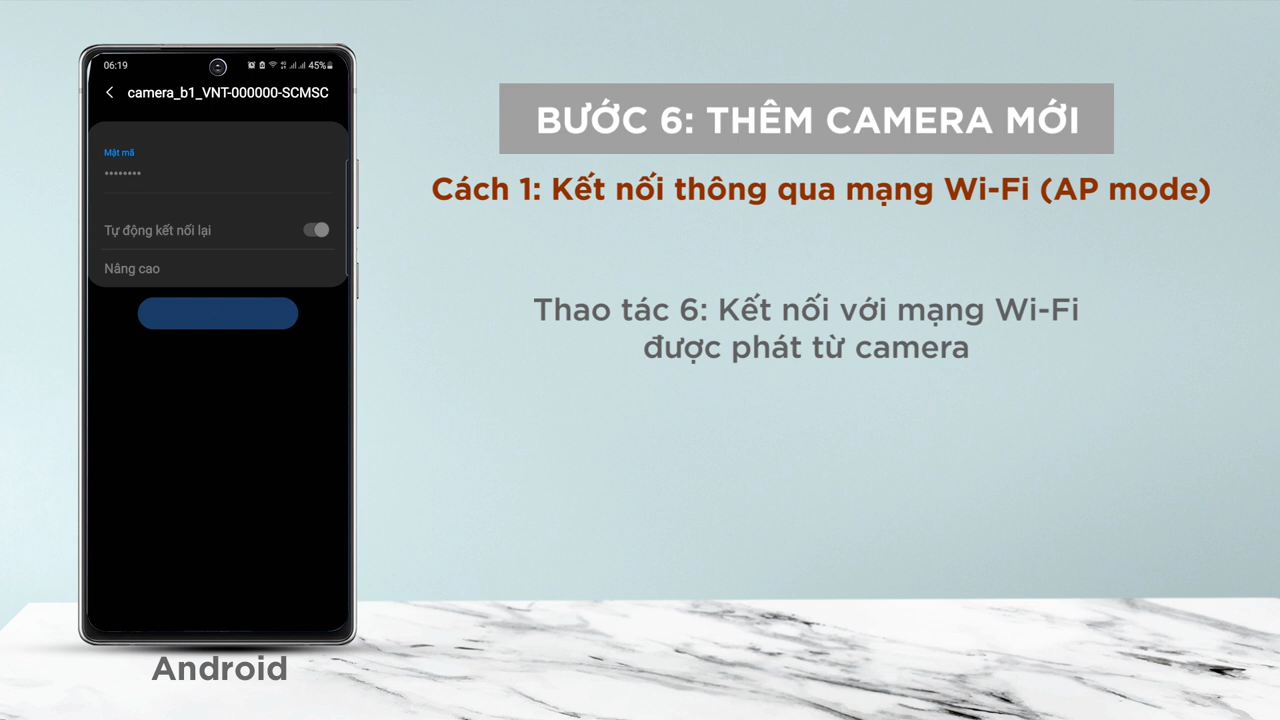 06:19
45%
camera_b1_VNT-000000-SCMSC
Mật mã
••••••••
Tự động kết nối lại
Nâng cao
Android
BƯỚC 6: THÊM CAMERA MỚI
Cách 1: Kết nối thông qua mạng Wi-Fi (AP mode)
Thao tác 6: Kết nối với mạng Wi-Fi
được phát từ camera